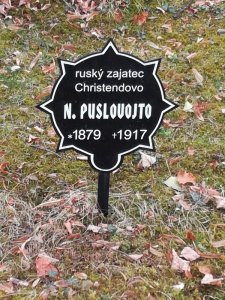 ruský zajatec
Christendovo
N. PUSLOVOJTO
*1879 +1917